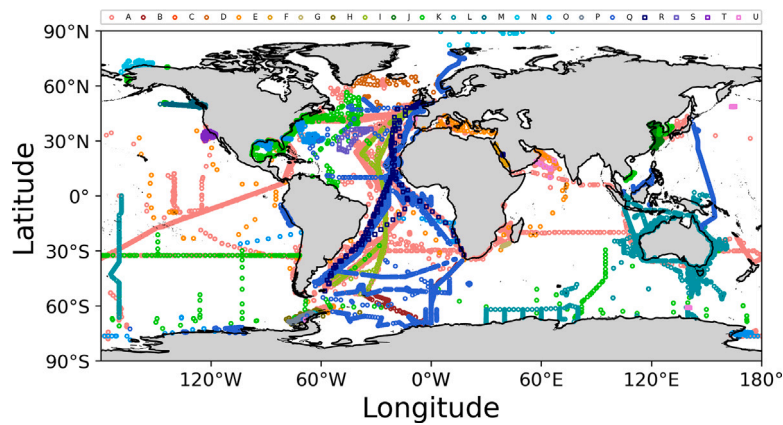 A B C D E F G H I J K L M N O P Q R S T U
90°N
60°N
30°N
0°
30°S
60°S
90°S
Latitude
120°W 60°W 0°W 60°E 120°E 180°
Longitude